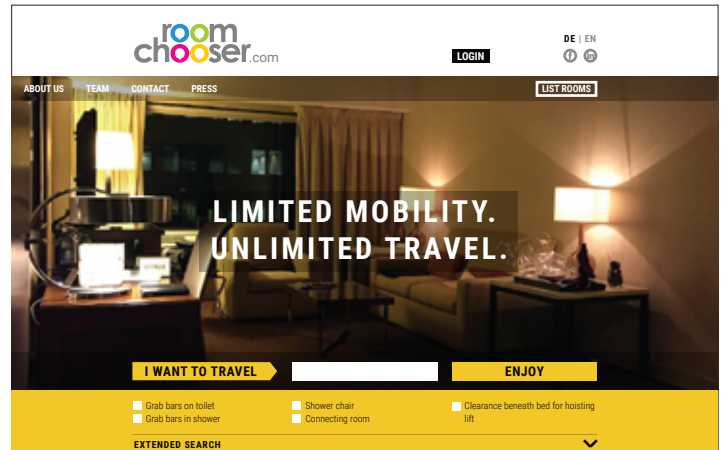 room
chooser.com
DE | EN
LOGIN
f in
ABOUT US TEAM CONTACT PRESS LIST ROOMS
LIMITED MOBILITY.
UNLIMITED TRAVEL.
I WANT TO TRAVEL ENJOY
Grab bars on toilet
Grab bars in shower
Shower chair
Connecting room
Clearance beneath bed for hoisting
lift
EXTENDED SEARCH